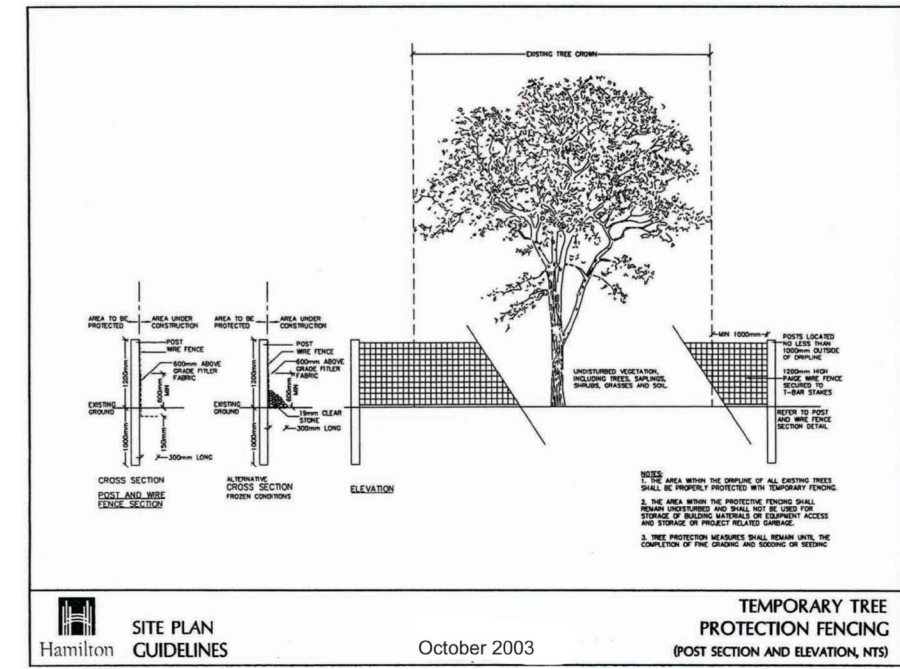 EXISTING TREE CROWN
AREA TO BE PROTECTED
AREA UNDER CONSTRUCTION
POST
WIRE FENCE
600mm ABOVE
GRADE FITLER
FABRIC
1200mm
600mm
MIN
EXISTING
GROUND
1000mm
150mm
300mm LONG
CROSS SECTION
POST AND WIRE
FENCE SECTION
AREA TO BE PROTECTED
AREA UNDER CONSTRUCTION
POST
WIRE FENCE
600mm ABOVE
GRADE FITLER
FABRIC
1200mm
600mm
MIN
EXISTING
GROUND
19mm CLEAR
STONE
1000mm
300mm LONG
ALTERNATIVE
CROSS SECTION
FROZEN CONDITIONS
ELEVATION
UNDISTURBED VEGETATION,
INCLUDING TREES, SAPLINGS,
SHRUBS, GRASSES AND SOIL.
MIN 1000mm
POSTS LOCATED
NO LESS THAN
1000mm OUTSIDE
OF DRIPLINE
1200mm HIGH
PAIGE WIRE FENCE
SECURED TO
T-BAR STAKES
REFER TO POST
AND WIRE FENCE
SECTION DETAIL
NOTES:
1. THE AREA WITHIN THE DRIPLINE OF ALL EXISTING TREES
SHALL BE PROPERLY PROTECTED WITH TEMPORARY FENCING.
2. THE AREA WITHIN THE PROTECTIVE FENCING SHALL
REMAIN UNDISTURBED AND SHALL NOT BE USED FOR
STORAGE OF BUILDING MATERIALS OR EQUIPMENT ACCESS
AND STORAGE OR PROJECT RELATED GARBAGE.
3. TREE PROTECTION MEASURES SHALL REMAIN UNTIL THE
COMPLETION OF FINE GRADING AND SODDING OR SEEDING
Hamilton
SITE PLAN
GUIDELINES
October 2003
TEMPORARY TREE
PROTECTION FENCING
(POST SECTION AND ELEVATION, NTS)